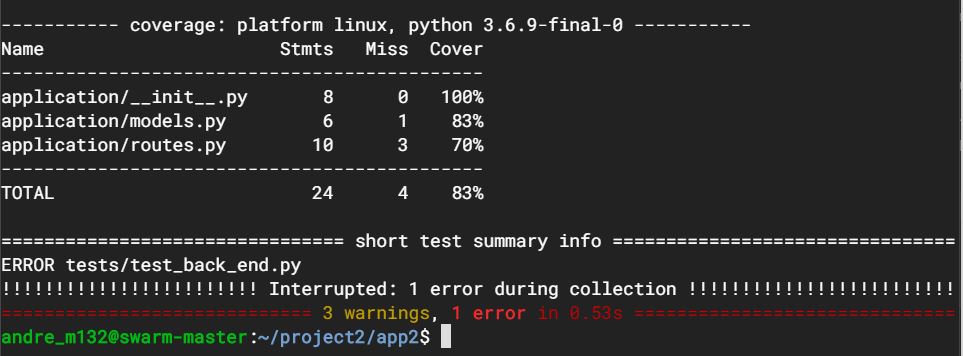 ----------- coverage: platform linux, python 3.6.9-final-0 -----------
Name                          Stmts   Miss  Cover
---------------------------------------------
application/__init__.py       8      0   100%
application/models.py         6      1    83%
application/routes.py        10      3    70%
---------------------------------------------
TOTAL                        24      4    83%
================================ short test summary info ================================
ERROR tests/test_back_end.py
!!!!!!!!!!!!!!!!!!!!!!!! Interrupted: 1 error during collection !!!!!!!!!!!!!!!!!!!!!!!!!
============================= 3 warnings, 1 error in 0.53s ==============================
andre_m132@swarm-master:~/project2/app2$